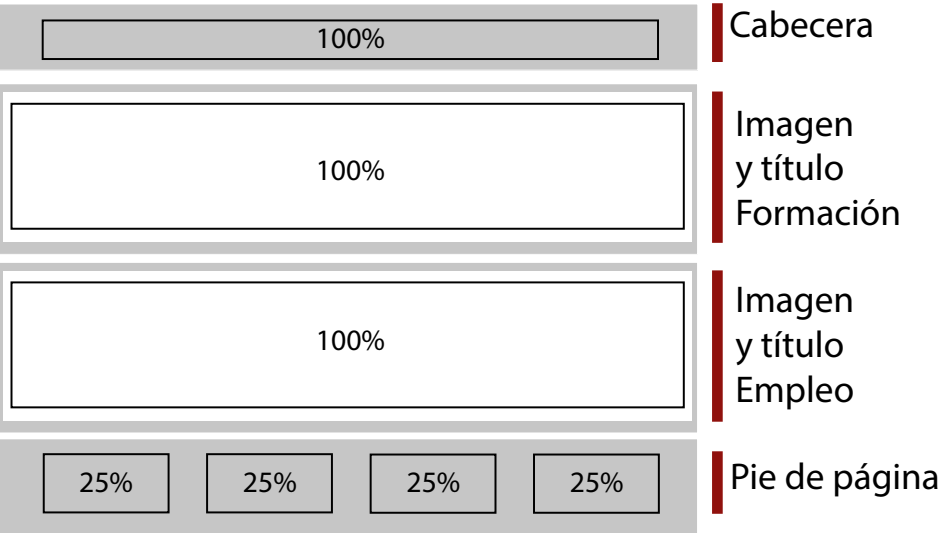 100%
Cabecera
100%
Imagen
y título
Formación
100%
Imagen
y título
Empleo
25% 25% 25% 25%
Pie de página